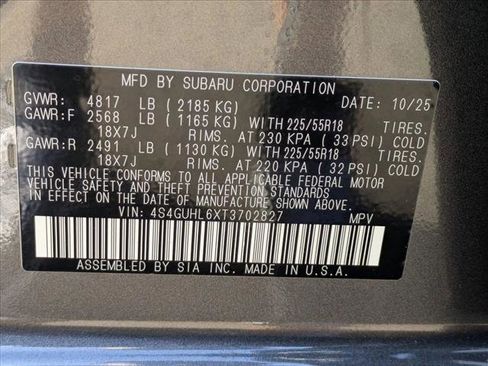 MFD BY SUBARU CORPORATION
GVWR: 4817 LB (2185 KG) DATE: 10/25
GAWR:F 2568 LB (1165 KG) WITH 225/55R18 TIRES.
18X7J RIMS. AT 230 KPA (33 PSI) COLD
GAWR:R 2491 LB (1130 KG) WITH 225/55R18 TIRES.
18X7J RIMS. AT 220 KPA (32 PSI) COLD
THIS VEHICLE CONFORMS TO ALL APPLICABLE FEDERAL MOTOR
VEHICLE SAFETY AND THEFT PREVENTION STANDARDS
IN EFFECT ON THE DATE OF MANUFACTURE SHOWN ABOVE.
VIN: 4S4GUHL6XT3702827 MPV
ASSEMBLED BY SIA INC. MADE IN U.S.A.